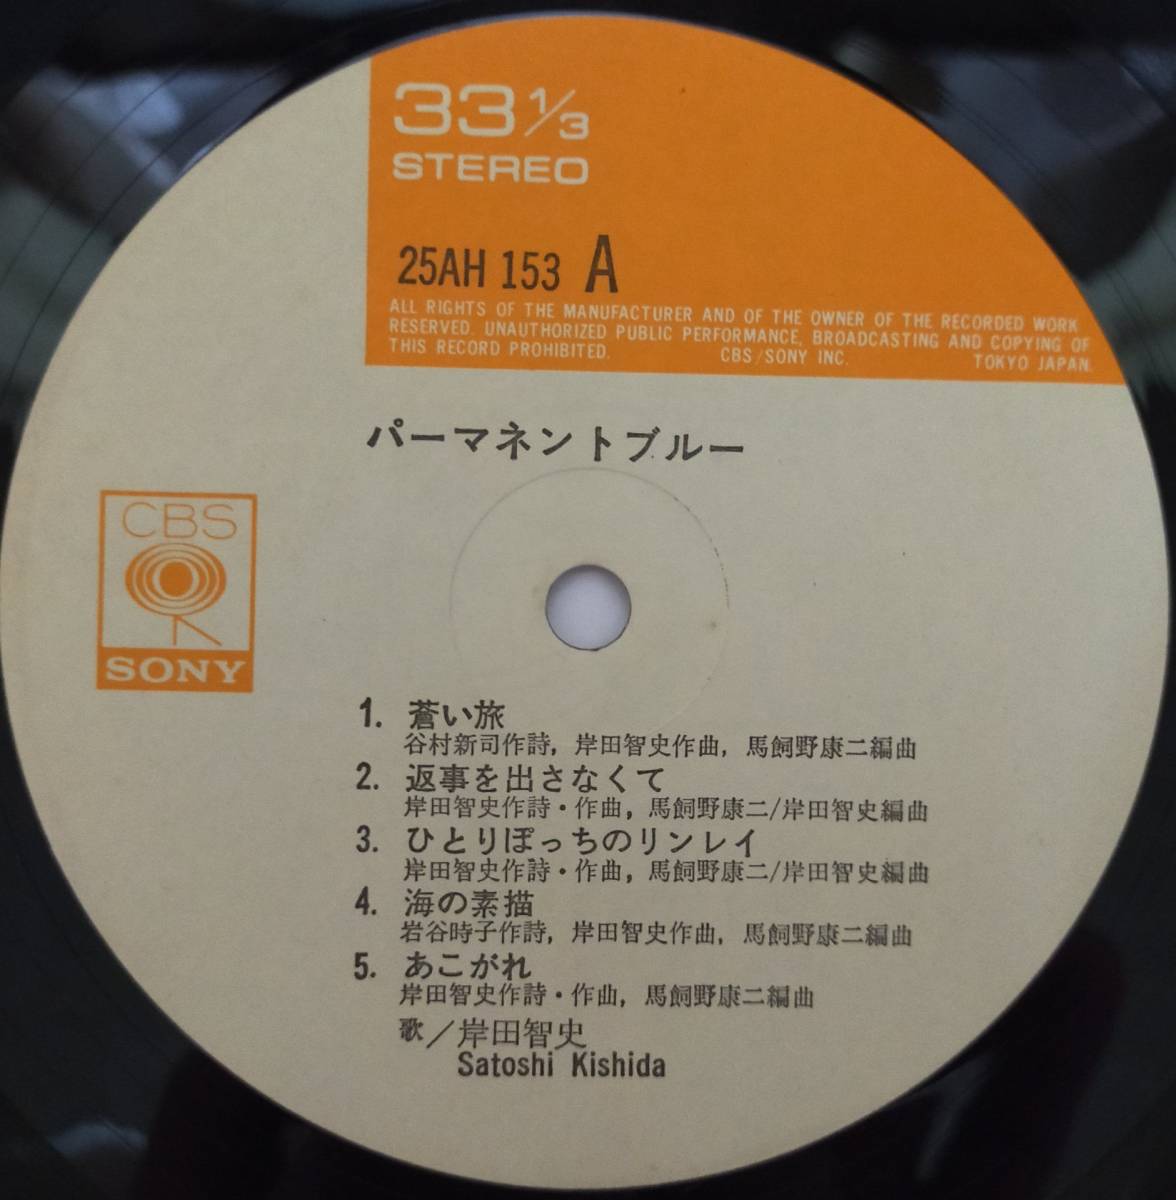 33 1/3
STEREO
25AH 153 A
ALL RIGHTS OF THE MANUFACTURER AND OF THE OWNER OF THE RECORDED WORK
RESERVED. UNAUTHORIZED PUBLIC PERFORMANCE, BROADCASTING AND COPYING OF
THIS RECORD PROHIBITED. CBS/SONY INC. TOKYO JAPAN.
パーマネントブルー
CBS
SONY
1. 蒼い旅
谷村新司作詩, 岸田智史作曲, 馬飼野康二編曲
2. 返事を出さなくて
岸田智史作詩・作曲, 馬飼野康二/岸田智史編曲
3. ひとりぽっちのリンレイ
岸田智史作詩・作曲, 馬飼野康二/岸田智史編曲
4. 海の素描
岩谷時子作詩, 岸田智史作曲, 馬飼野康二編曲
5. あこがれ
岸田智史作詩・作曲, 馬飼野康二編曲
歌／岸田智史
Satoshi Kishida